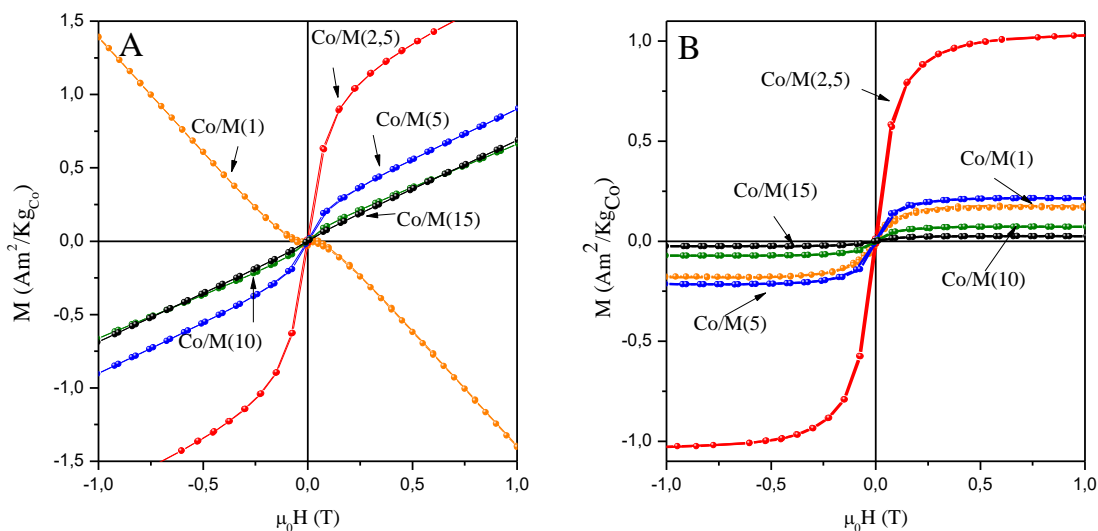 A
1,5
1,0
0,5
0,0
-0,5
-1,0
-1,5
M (Am²/Kg_Co)
-1,0
-0,5
0,0
0,5
1,0
μ₀H (T)
Co/M(2,5)
Co/M(1)
Co/M(5)
Co/M(15)
Co/M(10)
B
1,0
0,5
0,0
-0,5
-1,0
M (Am²/Kg_Co)
-1,0
-0,5
0,0
0,5
1,0
μ₀H (T)
Co/M(2,5)
Co/M(1)
Co/M(15)
Co/M(10)
Co/M(5)